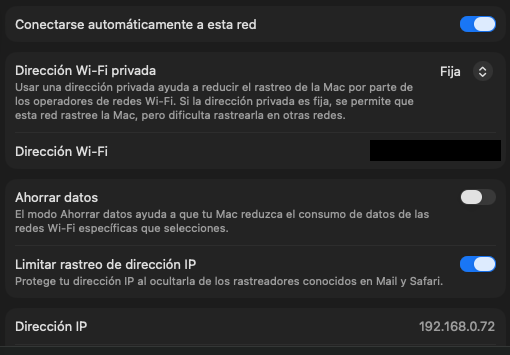 Conectarse automáticamente a esta red
Dirección Wi-Fi privada
Fija
Usar una dirección privada ayuda a reducir el rastreo de la Mac por parte de
los operadores de redes Wi-Fi. Si la dirección privada es fija, se permite que
esta red rastree la Mac, pero dificulta rastrearla en otras redes.
Dirección Wi-Fi
Ahorrar datos
El modo Ahorrar datos ayuda a que tu Mac reduzca el consumo de datos de las
redes Wi-Fi específicas que selecciones.
Limitar rastreo de dirección IP
Protege tu dirección IP al ocultarla de los rastreadores conocidos en Mail y Safari.
Dirección IP
192.168.0.72